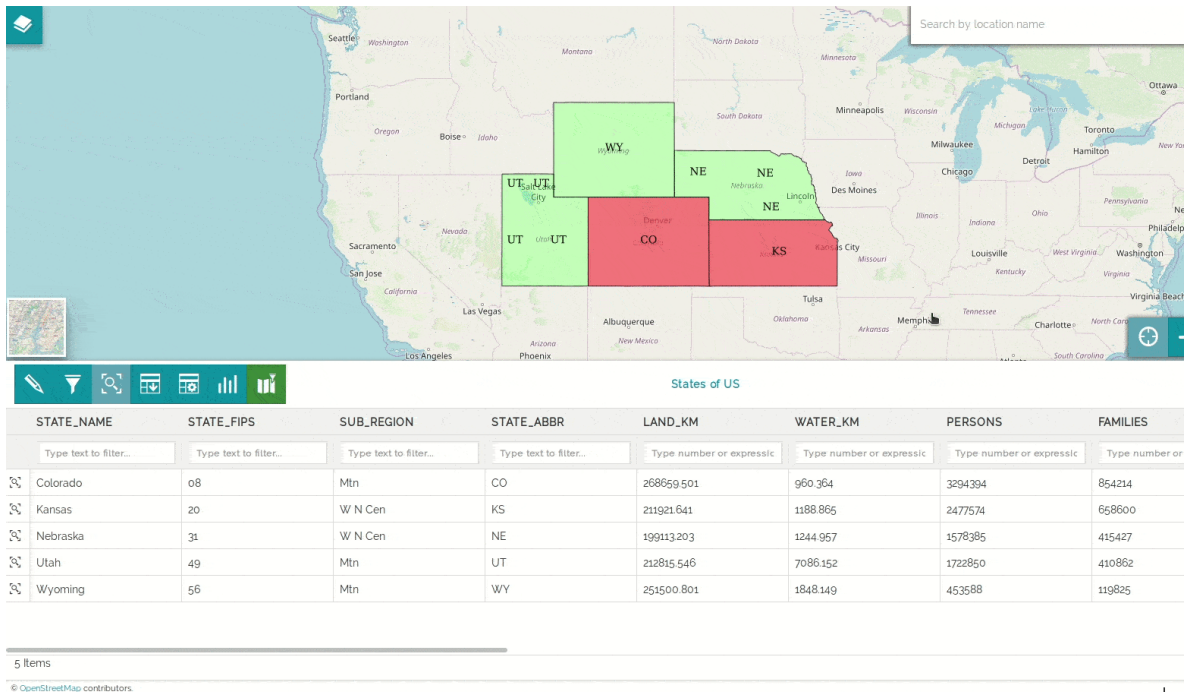 Search by location name
Seattle
Washington
Montana
North Dakota
Minnesota
Ottawa
Portland
Oregon
Boise
Idaho
South Dakota
Minneapolis
Wisconsin
Michigan
Toronto
Hamilton
Milwaukee
Detroit
Chicago
WY
Wyoming
NE
NE
Nebraska
NE
Lincoln
Iowa
Des Moines
UT
UT
Salt Lake
City
UT
Utah
UT
Nevada
Denver
CO
KS
Kansas City
Illinois
Indiana
Ohio
Pennsylvania
Philadelp
Sacramento
San Jose
California
Missouri
Louisville
Kentucky
West Virginia
Washington
Virginia
Virginia Beach
Las Vegas
Albuquerque
New Mexico
Arizona
Phoenix
Los Angeles
Tulsa
Oklahoma
Arkansas
Memphis
Tennessee
Charlotte
North Caro
South Carolina
States of US
STATE_NAME STATE_FIPS SUB_REGION STATE_ABBR LAND_KM WATER_KM PERSONS FAMILIES
Type text to filter... Type text to filter... Type text to filter... Type text to filter... Type number or expressic Type number or expressic Type number or expressic Type number or
Colorado 08 Mtn CO 268659.501 960.364 3294394 854214
Kansas 20 W N Cen KS 211921.641 1188.865 2477574 658600
Nebraska 31 W N Cen NE 199113.203 1244.957 1578385 415427
Utah 49 Mtn UT 212815.546 7086.152 1722850 410862
Wyoming 56 Mtn WY 251500.801 1848.149 453588 119825
5 Items
© OpenStreetMap contributors.